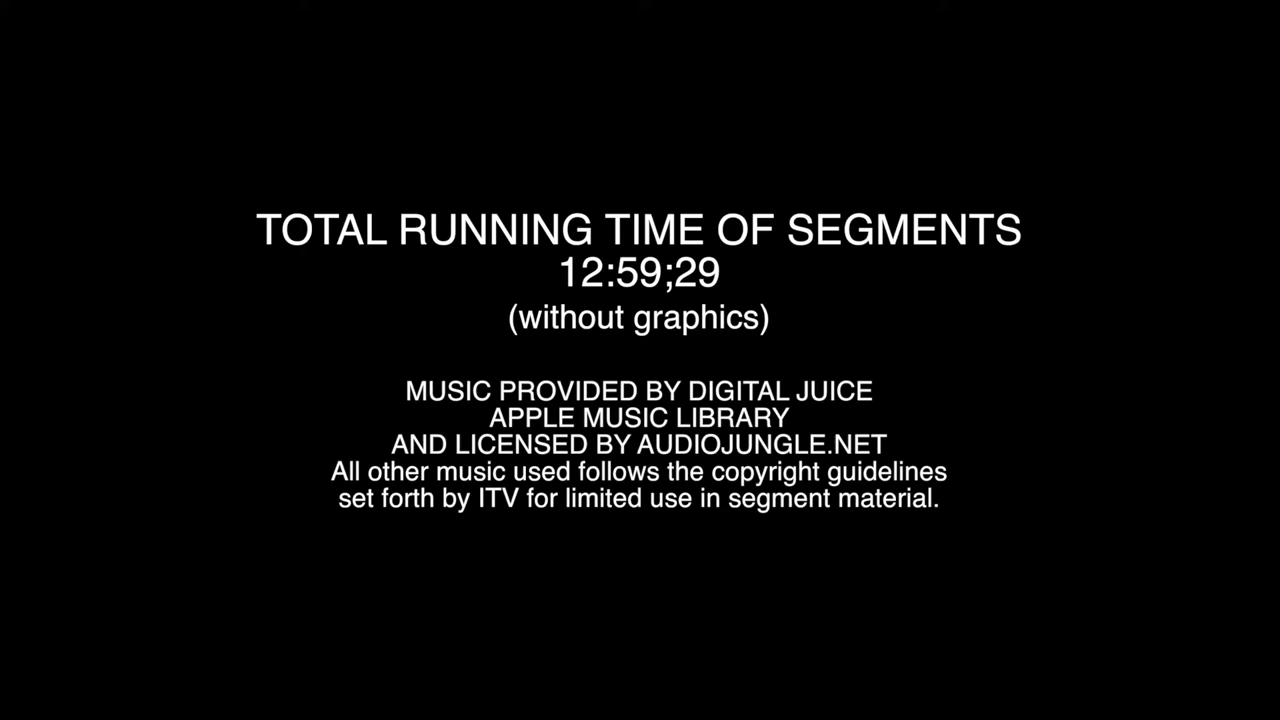 TOTAL RUNNING TIME OF SEGMENTS
12:59;29
(without graphics)
MUSIC PROVIDED BY DIGITAL JUICE
APPLE MUSIC LIBRARY
AND LICENSED BY AUDIOJUNGLE.NET
All other music used follows the copyright guidelines
set forth by ITV for limited use in segment material.